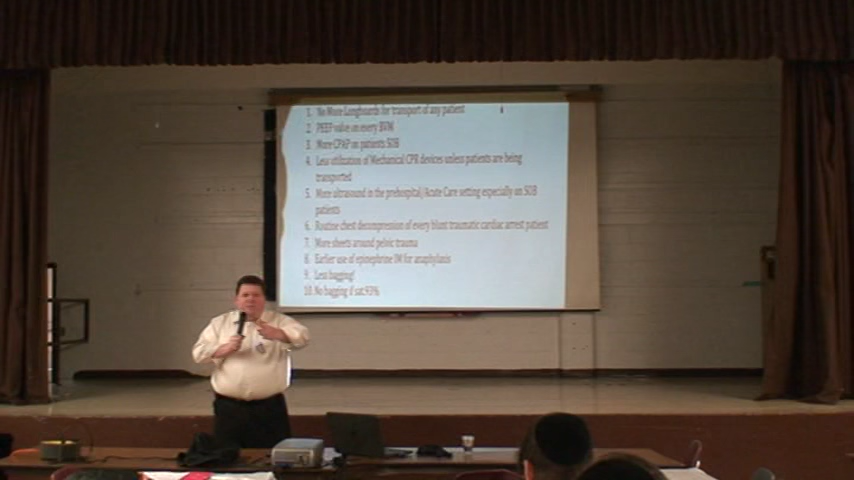 1. No More Longboards for transport of any patient
2. PEEP valve on every BVM
3. More CPAP on patients SOB
4. Less utilization of Mechanical CPR devices unless patients are being
transported
5. More ultrasound in the prehospital/Acute Care setting especially on SOB
patients
6. Routine chest decompression of every blunt traumatic cardiac arrest patient
7. More sheets around pelvic trauma
8. Earlier use of epinephrine IM for anaphylaxis
9. Less bagging!
10. No bagging if sat 93%